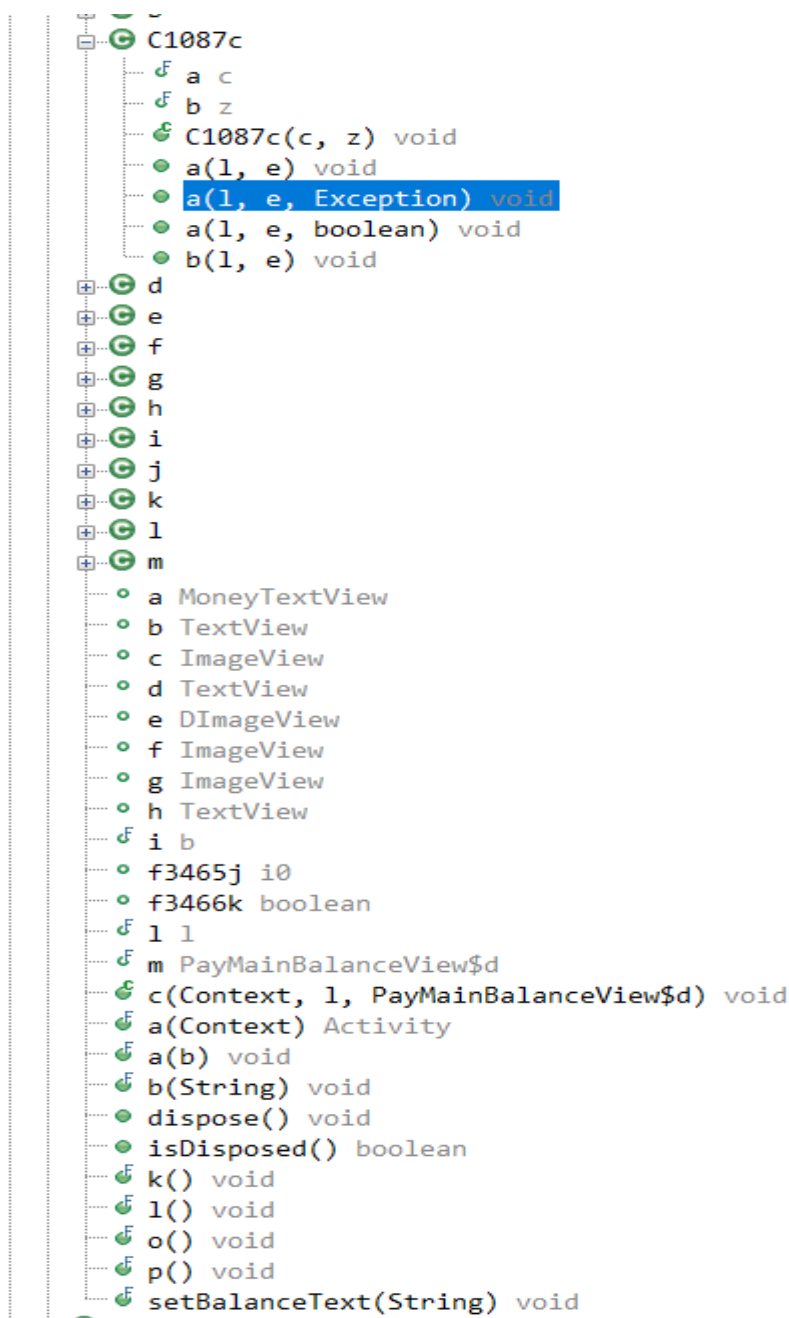 C1087c
a c
b z
C1087c(c, z) void
a(l, e) void
a(l, e, Exception) void
a(l, e, boolean) void
b(l, e) void
d
e
f
g
h
i
j
k
l
m
a MoneyTextView
b TextView
c ImageView
d TextView
e DImageView
f ImageView
g ImageView
h TextView
i b
f3465j i0
f3466k boolean
l l
m PayMainBalanceView$d
c(Context, l, PayMainBalanceView$d) void
a(Context) Activity
a(b) void
b(String) void
dispose() void
isDisposed() boolean
k() void
l() void
o() void
p() void
setBalanceText(String) void